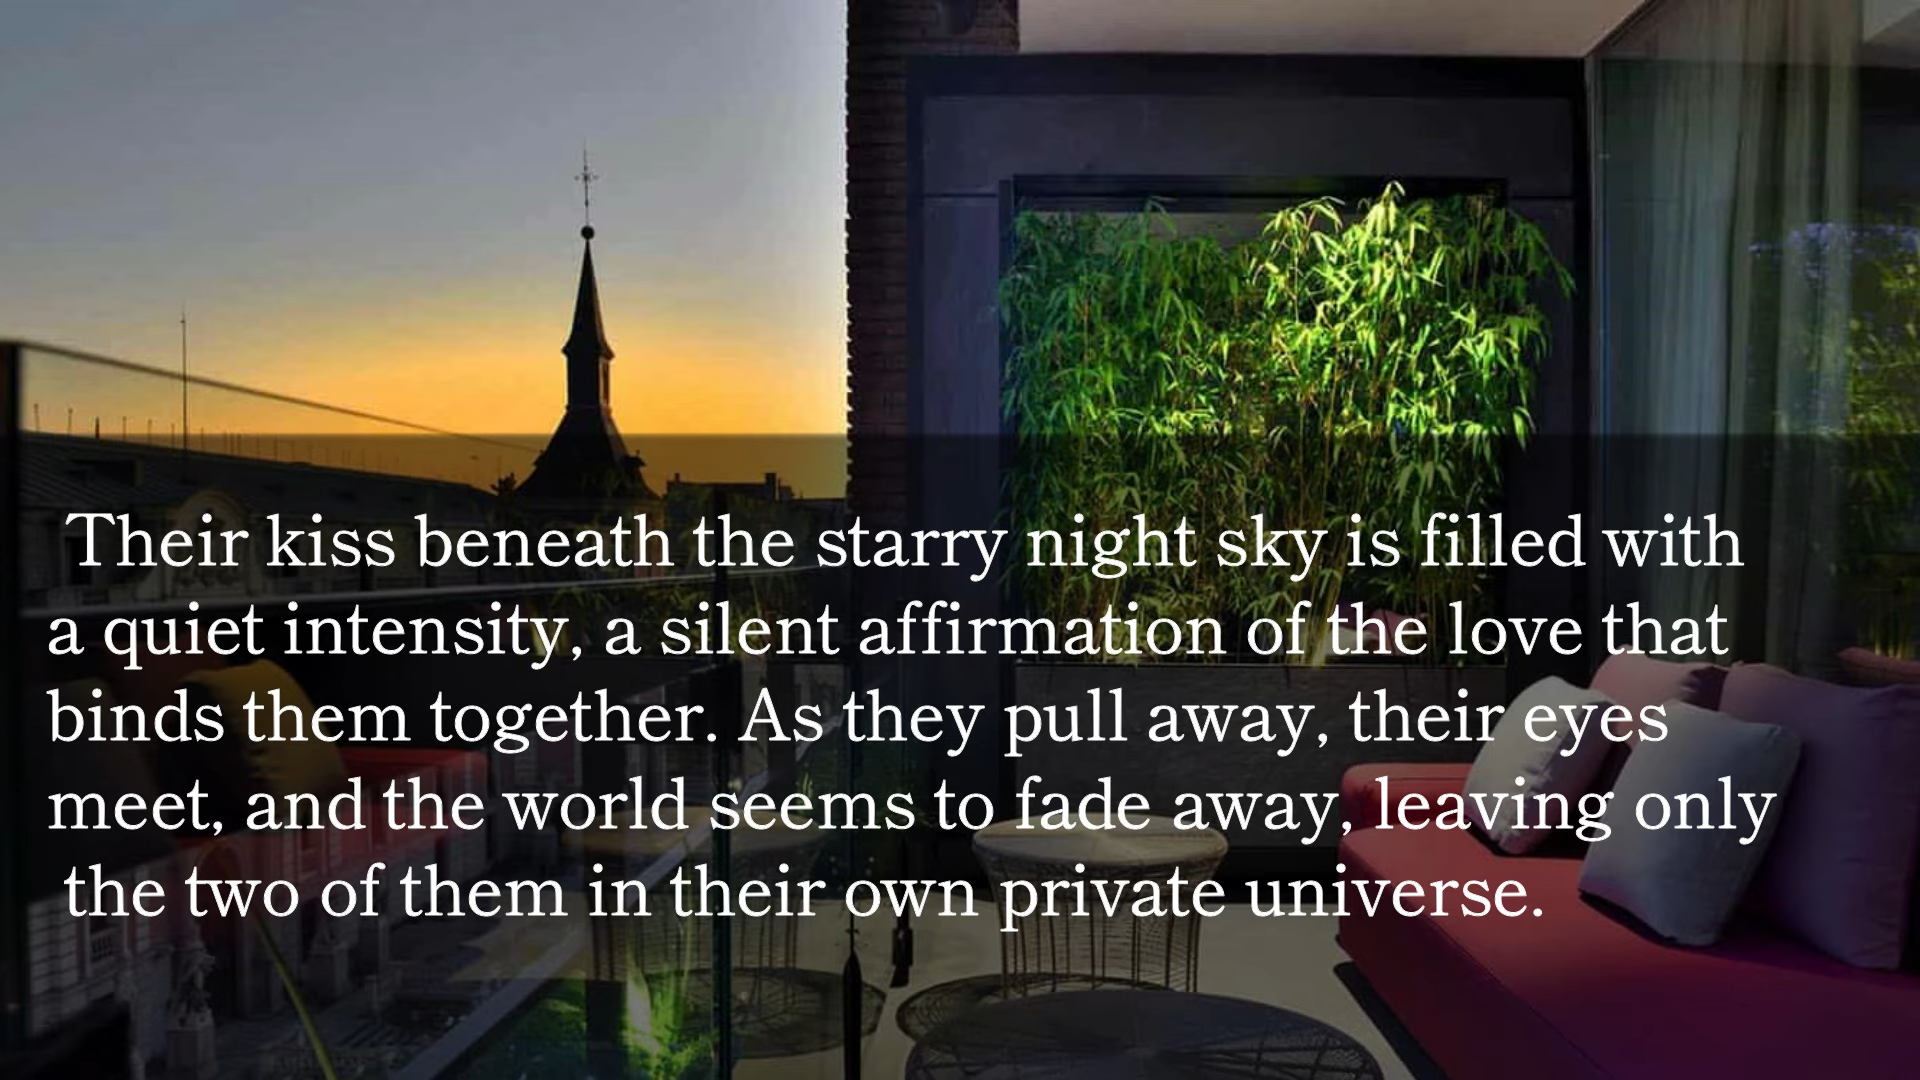 Their kiss beneath the starry night sky is filled with
a quiet intensity, a silent affirmation of the love that
binds them together. As they pull away, their eyes
meet, and the world seems to fade away, leaving only
the two of them in their own private universe.